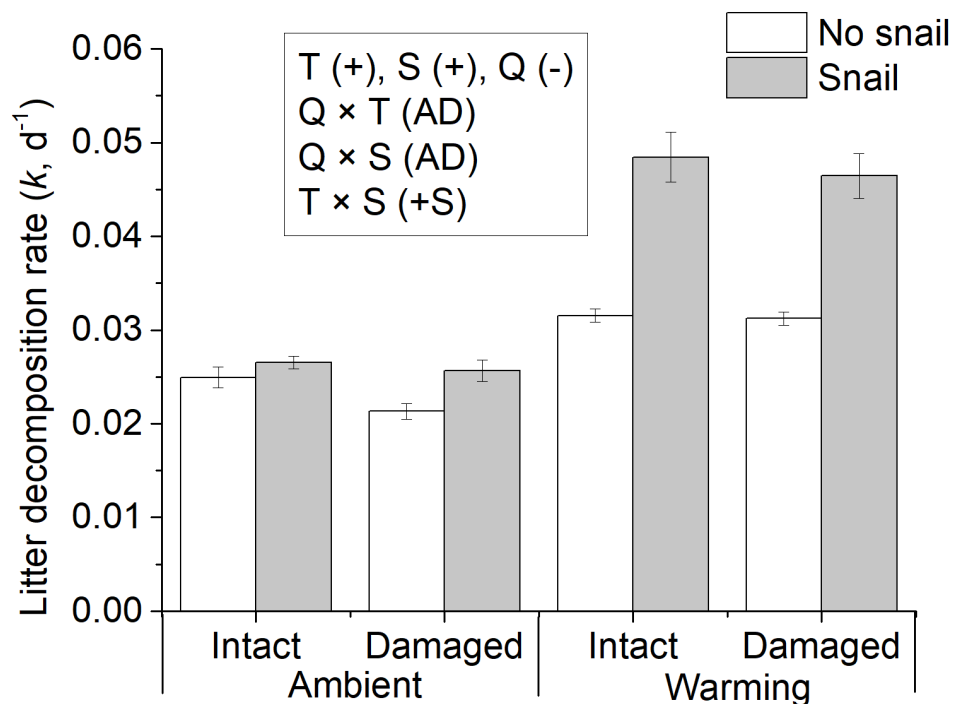 No snail
Snail
T (+), S (+), Q (-)
Q × T (AD)
Q × S (AD)
T × S (+S)
Litter decomposition rate (k, d⁻¹)
0.06
0.05
0.04
0.03
0.02
0.01
0.00
Intact Damaged Intact Damaged
Ambient Warming